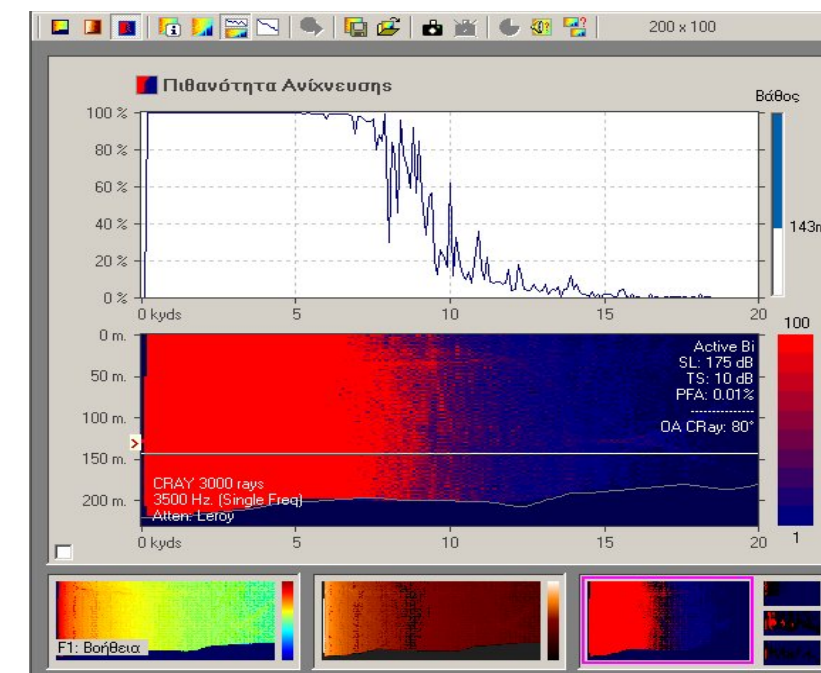 200 x 100
Πιθανότητα Ανίχνευσης
Βάθος
100 %
80 %
60 %
40 %
20 %
0 %
143m
0 kyds
5
10
15
20
0 m.
50 m.
100 m.
150 m.
200 m.
Active Bi
SL: 175 dB
TS: 10 dB
PFA: 0.01%
---------------
OA CRay: 80°
CRAY 3000 rays
3500 Hz. (Single Freq)
Atten: Leroy
100
1
0 kyds
5
10
15
20
F1: Βοήθεια